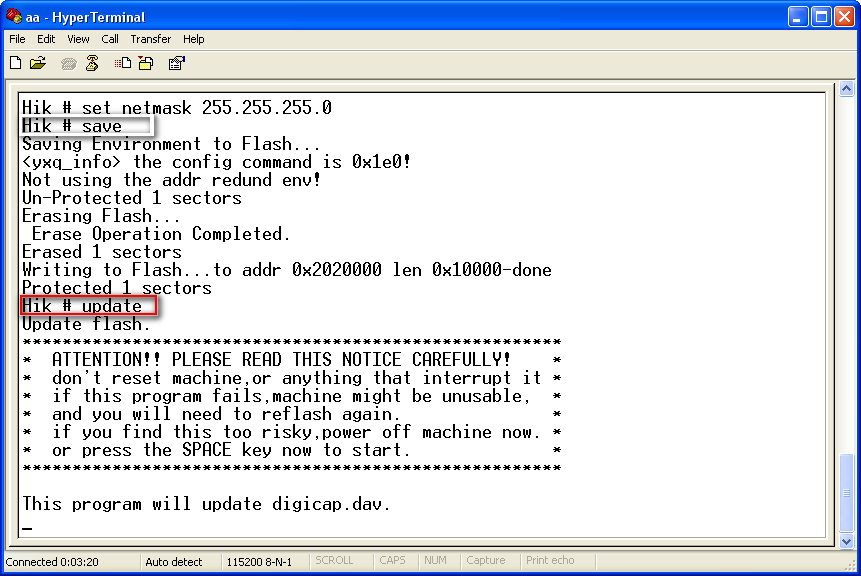 aa - HyperTerminal
File Edit View Call Transfer Help
Hik # set netmask 255.255.255.0
Hik # save
Saving Environment to Flash...
<yxq_info> the config command is 0x1e0!
Not using the addr redund env!
Un-Protected 1 sectors
Erasing Flash...
 Erase Operation Completed.
Erased 1 sectors
Writing to Flash...to addr 0x2020000 len 0x10000-done
Protected 1 sectors
Hik # update
Update flash.
******************************************************
*  ATTENTION!! PLEASE READ THIS NOTICE CAREFULLY!    *
*  don't reset machine,or anything that interrupt it *
*  if this program fails,machine might be unusable,  *
*  and you will need to reflash again.               *
*  if you find this too risky,power off machine now. *
*  or press the SPACE key now to start.              *
******************************************************
This program will update digicap.dav.
_
Connected 0:03:20 Auto detect 115200 8-N-1 SCROLL CAPS NUM Capture Print echo